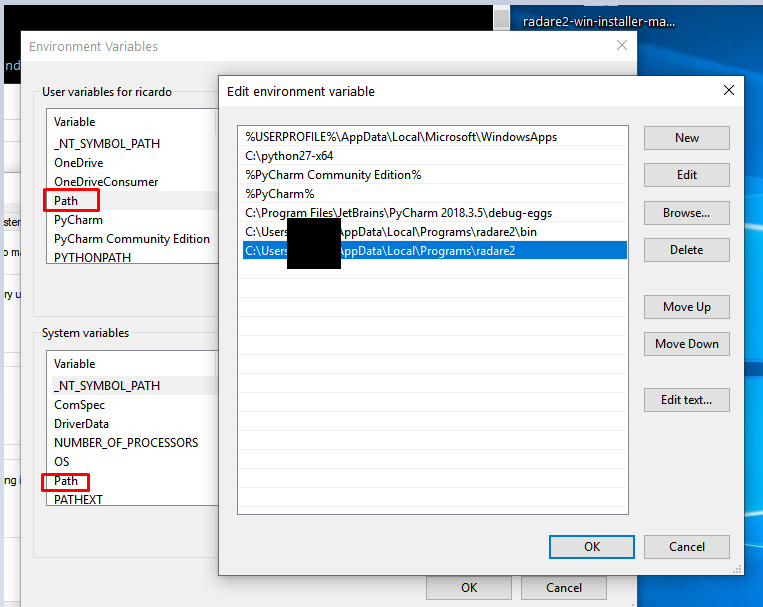 radare2-win-installer-ma...
Environment Variables
nd
User variables for ricardo
Variable
_NT_SYMBOL_PATH
OneDrive
OneDriveConsumer
Path
PyCharm
PyCharm Community Edition
PYTHONPATH
System variables
Variable
_NT_SYMBOL_PATH
ComSpec
DriverData
NUMBER_OF_PROCESSORS
OS
Path
PATHEXT
OK
Cancel
Edit environment variable
%USERPROFILE%\AppData\Local\Microsoft\WindowsApps
C:\python27-x64
%PyCharm Community Edition%
%PyCharm%
C:\Program Files\JetBrains\PyCharm 2018.3.5\debug-eggs
C:\Users \AppData\Local\Programs\radare2\bin
C:\Users \AppData\Local\Programs\radare2
New
Edit
Browse...
Delete
Move Up
Move Down
Edit text...
OK
Cancel